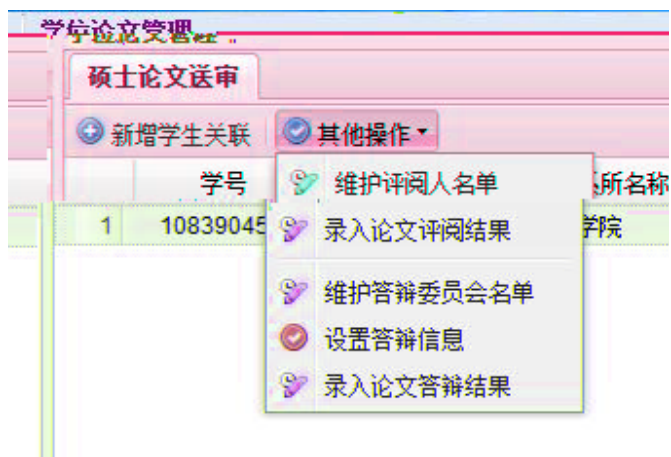 学位论文管理
硕士论文送审
新增学生关联 其他操作
学号 所名称
维护评阅人名单
1 10839045 学院
录入论文评阅结果
维护答辩委员会名单
设置答辩信息
录入论文答辩结果